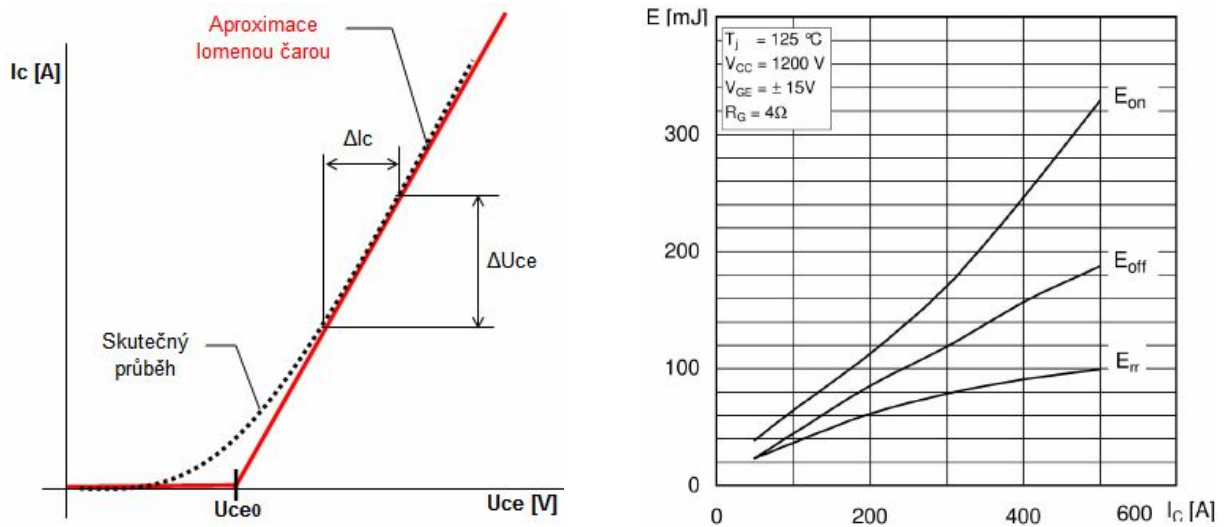 Aproximace
lomenou čarou
Ic [A]
ΔIc
ΔUce
Skutečný
průběh
Uce0
Uce [V]
E [mJ]
Tj = 125 °C
VCC = 1200 V
VGE = ± 15V
RG = 4Ω
Eon
300
200
Eoff
100
Err
0
0
200
400
600
IC [A]